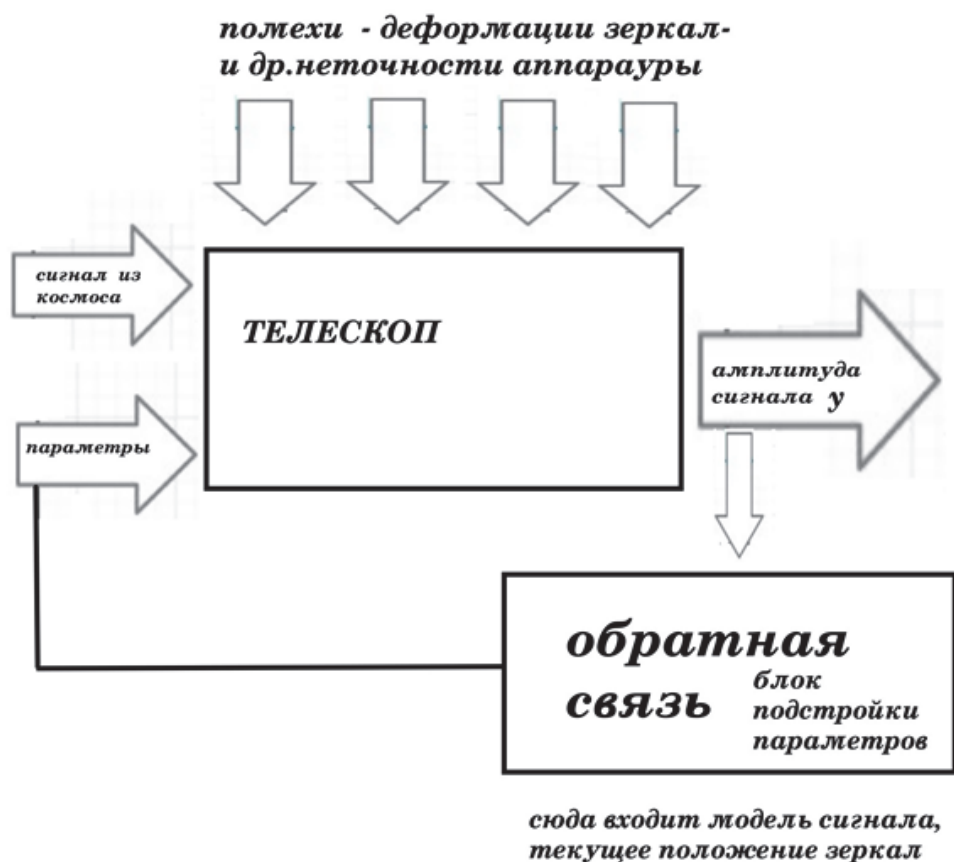 помехи - деформации зеркал-
и др.неточности аппарауры
сигнал из
космоса
ТЕЛЕСКОП
амплитуда
сигнала y
параметры
обратная
связь
блок
подстройки
параметров
сюда входит модель сигнала,
текущее положение зеркал